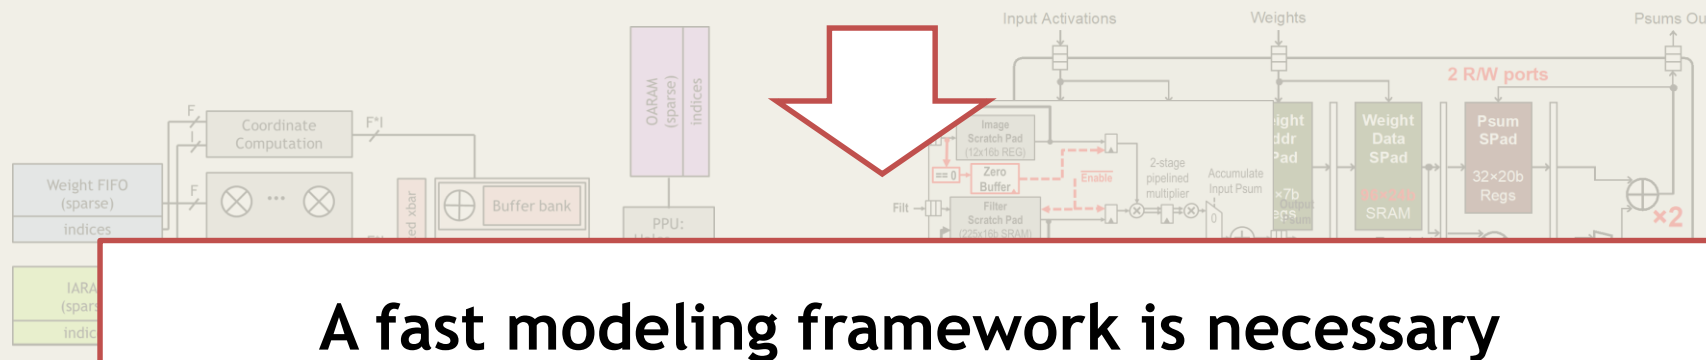 Input Activations
Weights
2 R/W ports
F
I
Coordinate
Computation
F*I
OARAM
(sparse)
indices
Image
Scratch Pad
(12x16b REG)
== 0
Zero
Buffer
Enable
2-stage
pipelined
multiplier
Accumulate
Input Psum
0
Weight
Data
SPad
SRAM
Psum
SPad
32×20b
Regs
×2
Weight FIFO
(sparse)
indices
F
...
Buffer bank
PPU:
Filt
Filter
Scratch Pad
(225x16b SRAM)
A fast modeling framework is necessary